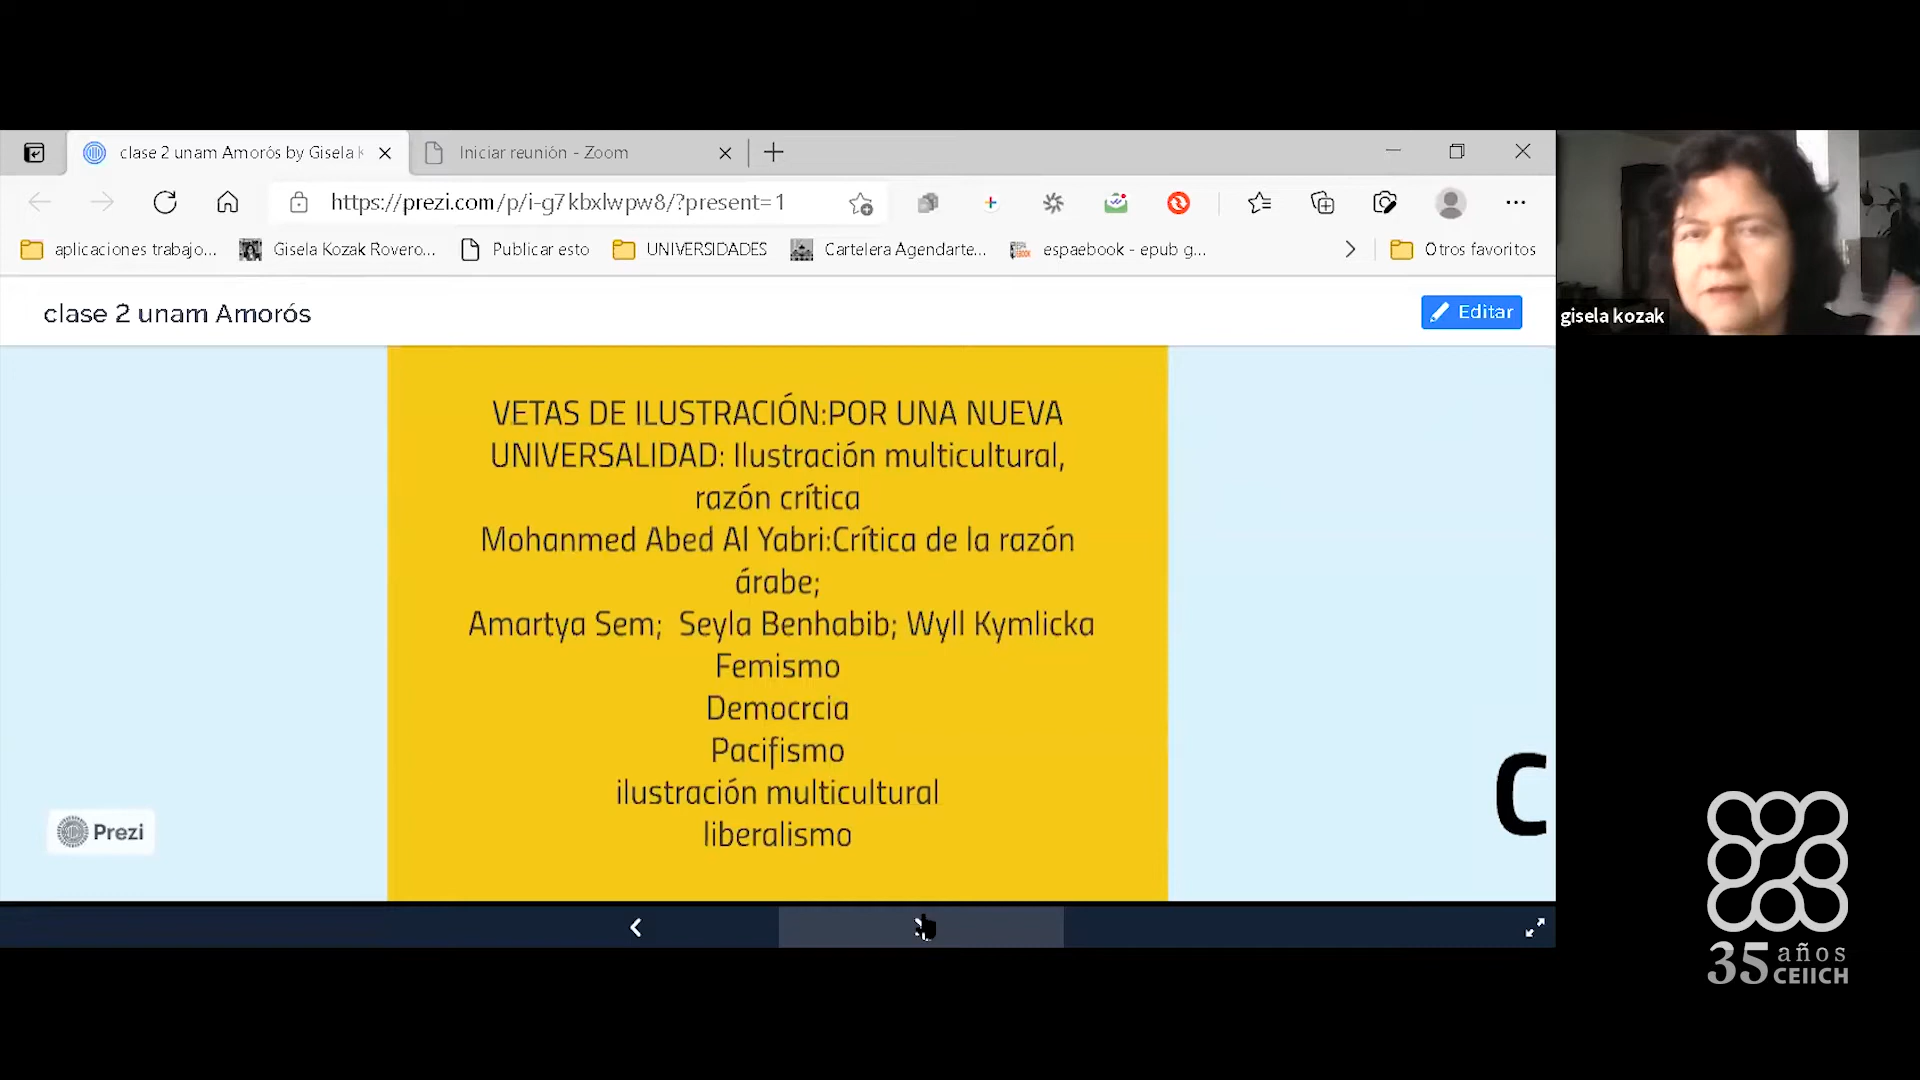 clase 2 unam Amorós by Gisela k
Iniciar reunión - Zoom
https://prezi.com/p/i-g7kbxlwpw8/?present=1
aplicaciones trabajo...
Gisela Kozak Rovero...
Publicar esto
UNIVERSIDADES
Cartelera Agendarte...
espaebook - epub g...
Otros favoritos
clase 2 unam Amorós
Editar
gisela kozak
VETAS DE ILUSTRACIÓN:POR UNA NUEVA
UNIVERSALIDAD: Ilustración multicultural,
razón crítica
Mohanmed Abed Al Yabri:Crítica de la razón
árabe;
Amartya Sem; Seyla Benhabib; Wyll Kymlicka
Femismo
Democrcia
Pacifismo
ilustración multicultural
liberalismo
C
Prezi
35 años
CEIICH